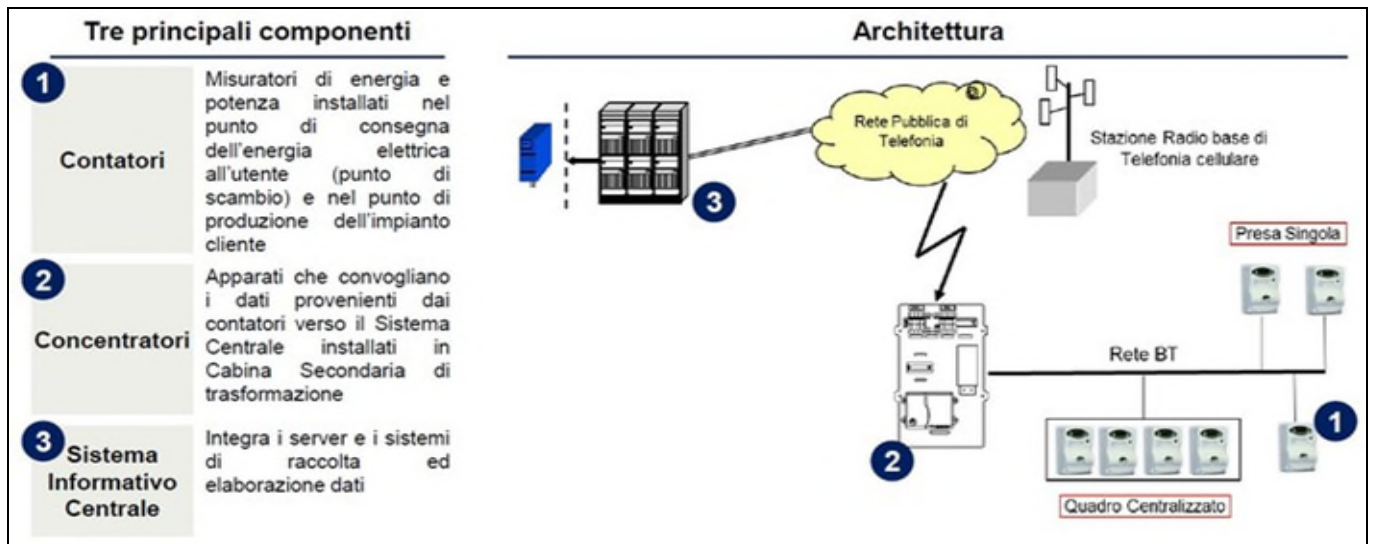 Tre principali componenti
1
Contatori
Misuratori di energia e
potenza installati nel
punto di consegna
dell'energia elettrica
all'utente (punto di
scambio) e nel punto di
produzione dell'impianto
cliente
2
Concentratori
Apparati che convogliano
i dati provenienti dai
contatori verso il Sistema
Centrale installati in
Cabina Secondaria di
trasformazione
3
Sistema
Informativo
Centrale
Integra i server e i sistemi
di raccolta ed
elaborazione dati
Architettura
Rete Pubblica di
Telefonia
Stazione Radio base di
Telefonia cellulare
3
Presa Singola
Rete BT
1
2
Quadro Centralizzato